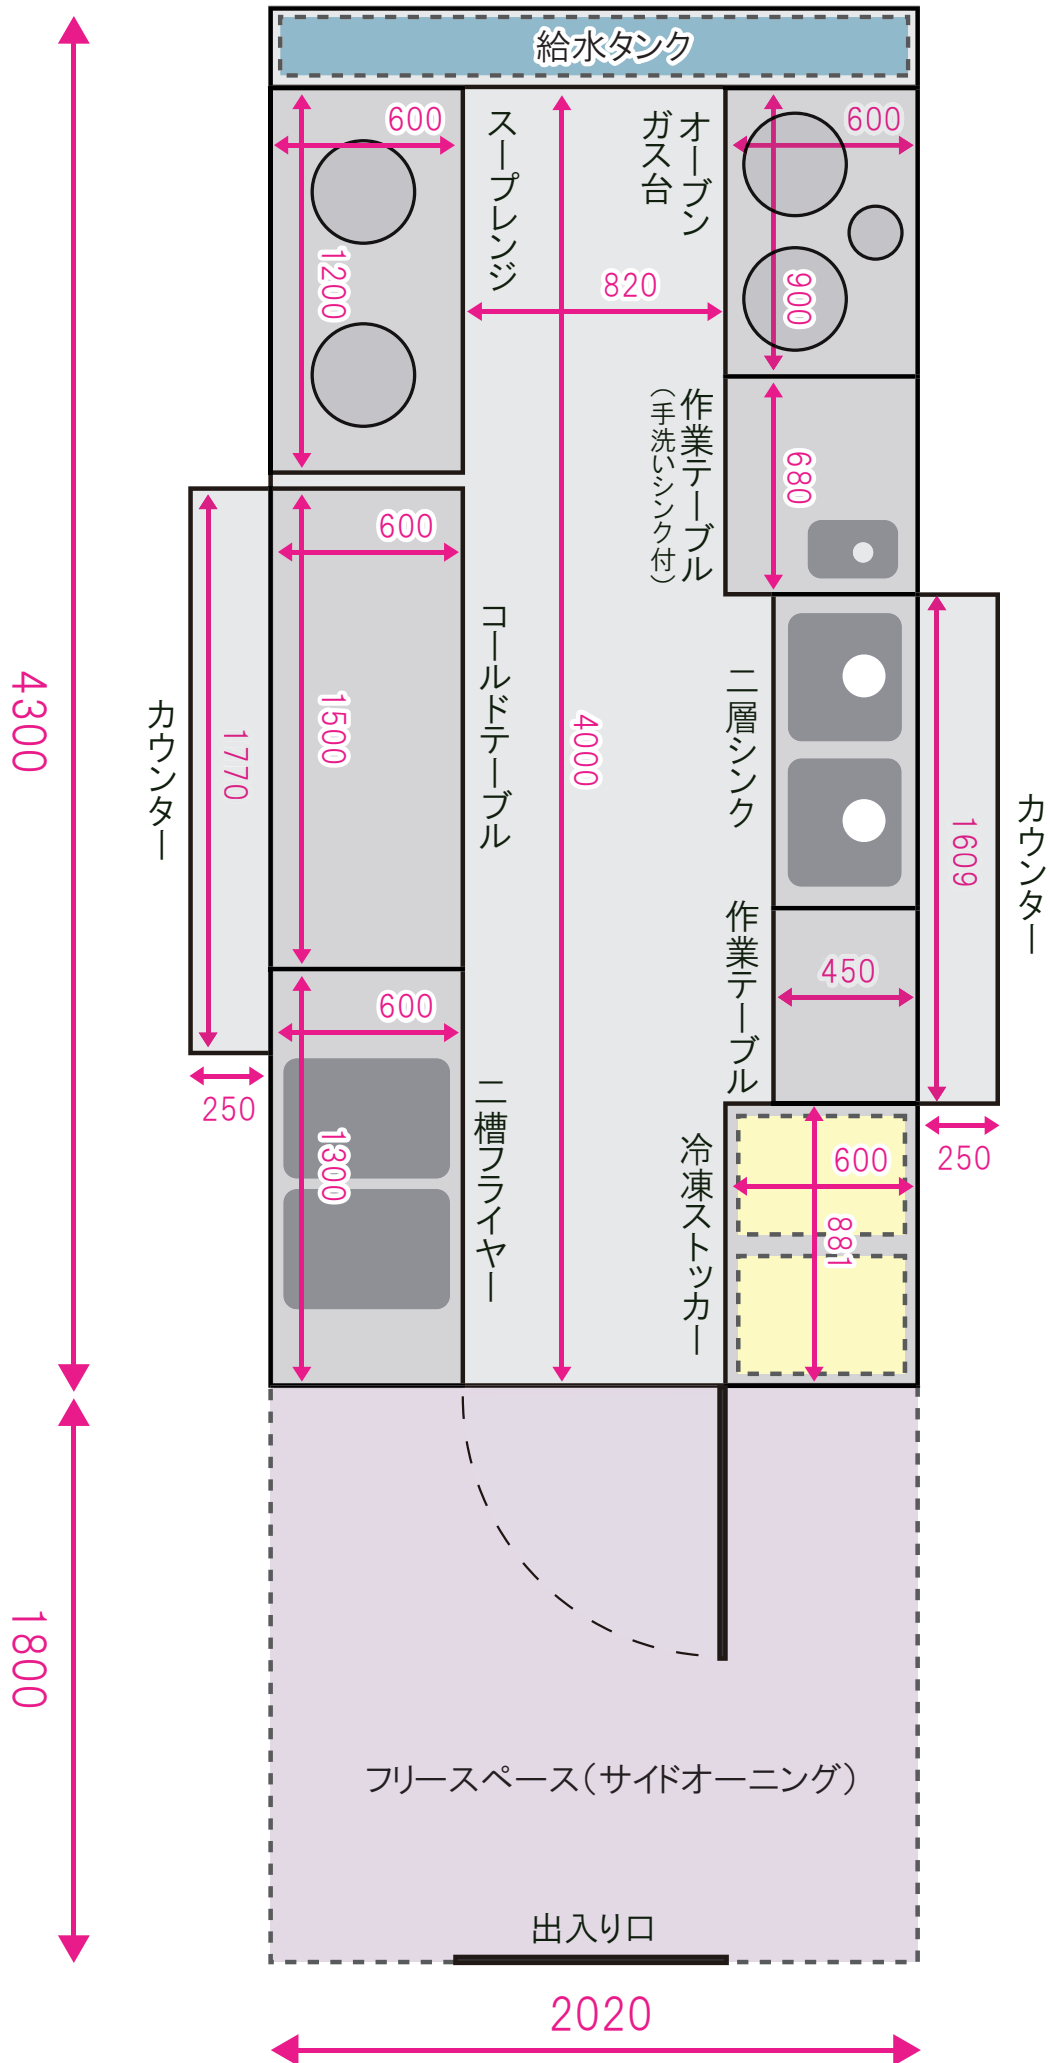 給水タンク
600
スープレンジ
オーブン
ガス台
600
1200
820
900
作業テーブル
（手洗いシンク付）
680
600
コールドテーブル
1500
4000
二層シンク
4300
カウンター
1770
1609
カウンター
作業テーブル
450
600
250
二槽フライヤー
1300
冷凍ストッカー
600
881
250
1800
フリースペース（サイドオーニング）
出入り口
2020